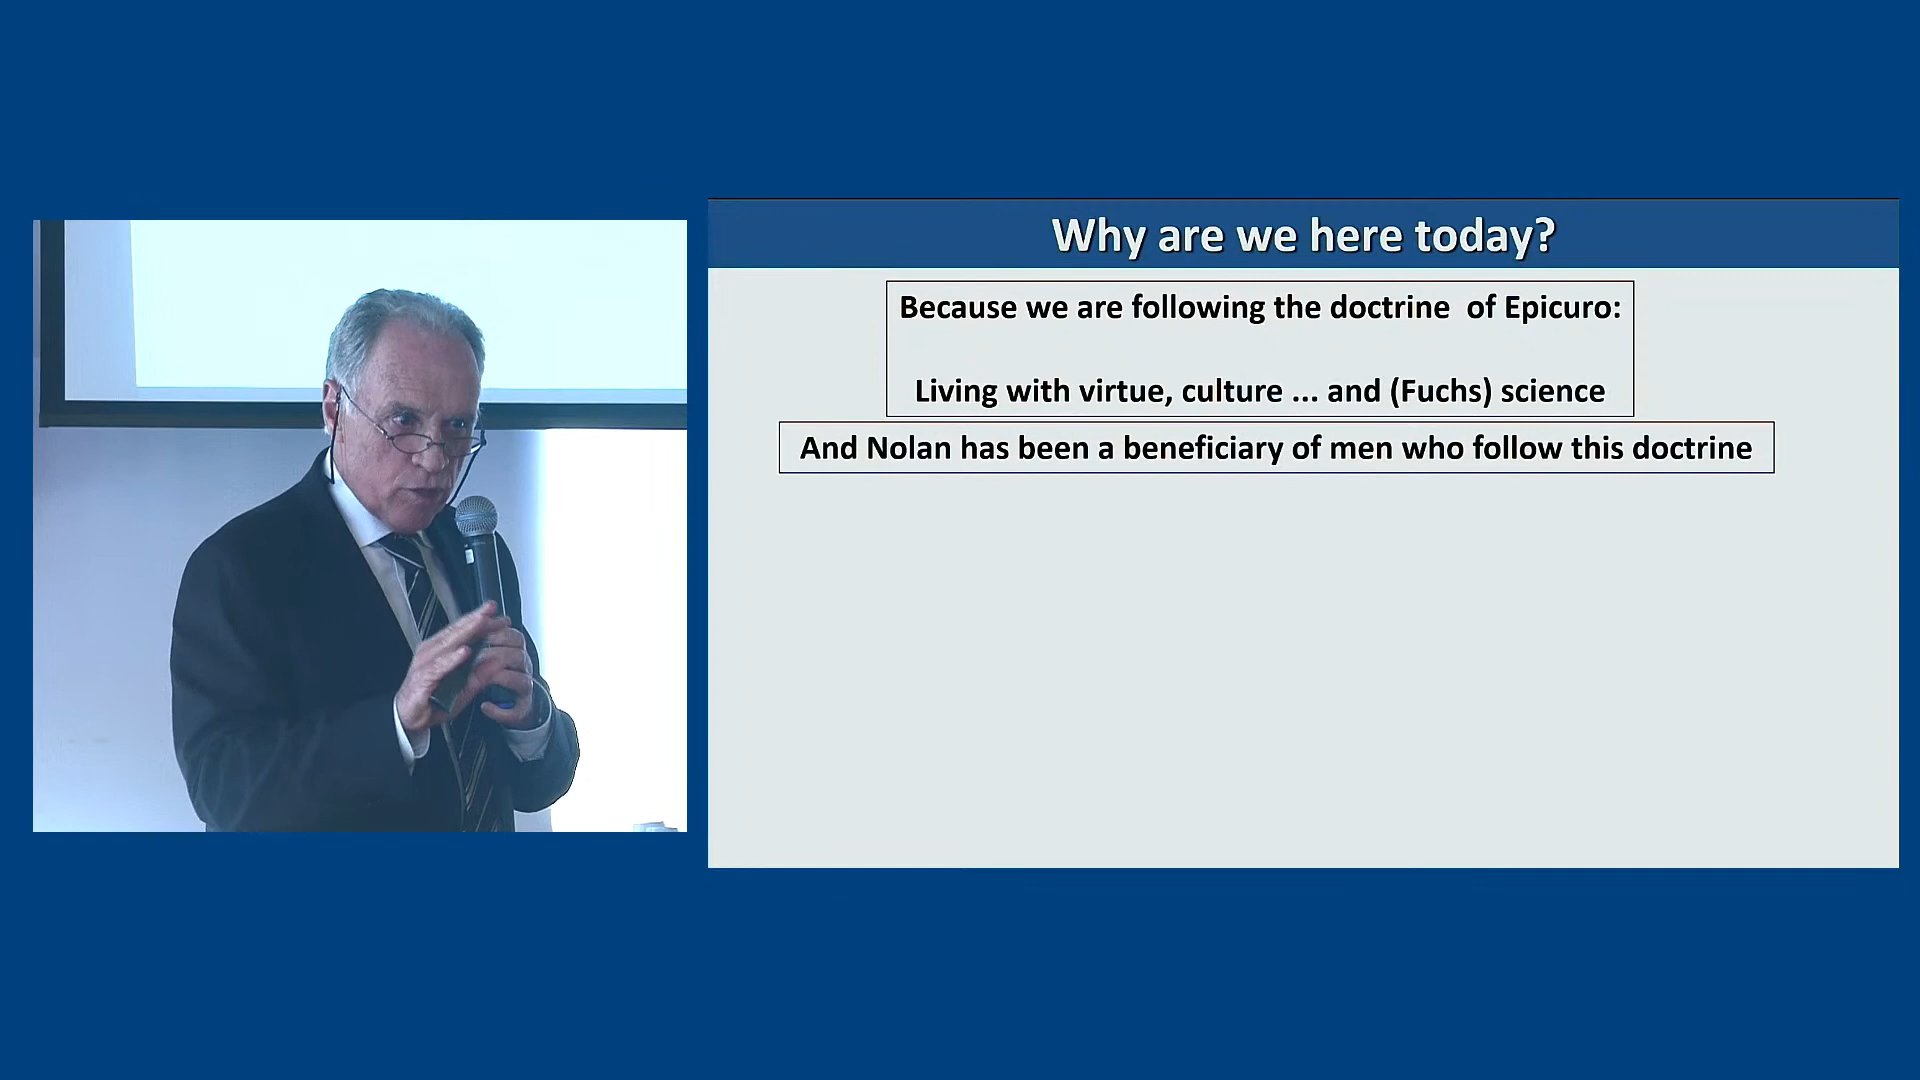 Why are we here today?
Because we are following the doctrine  of Epicuro:
Living with virtue, culture ... and (Fuchs) science
And Nolan has been a beneficiary of men who follow this doctrine